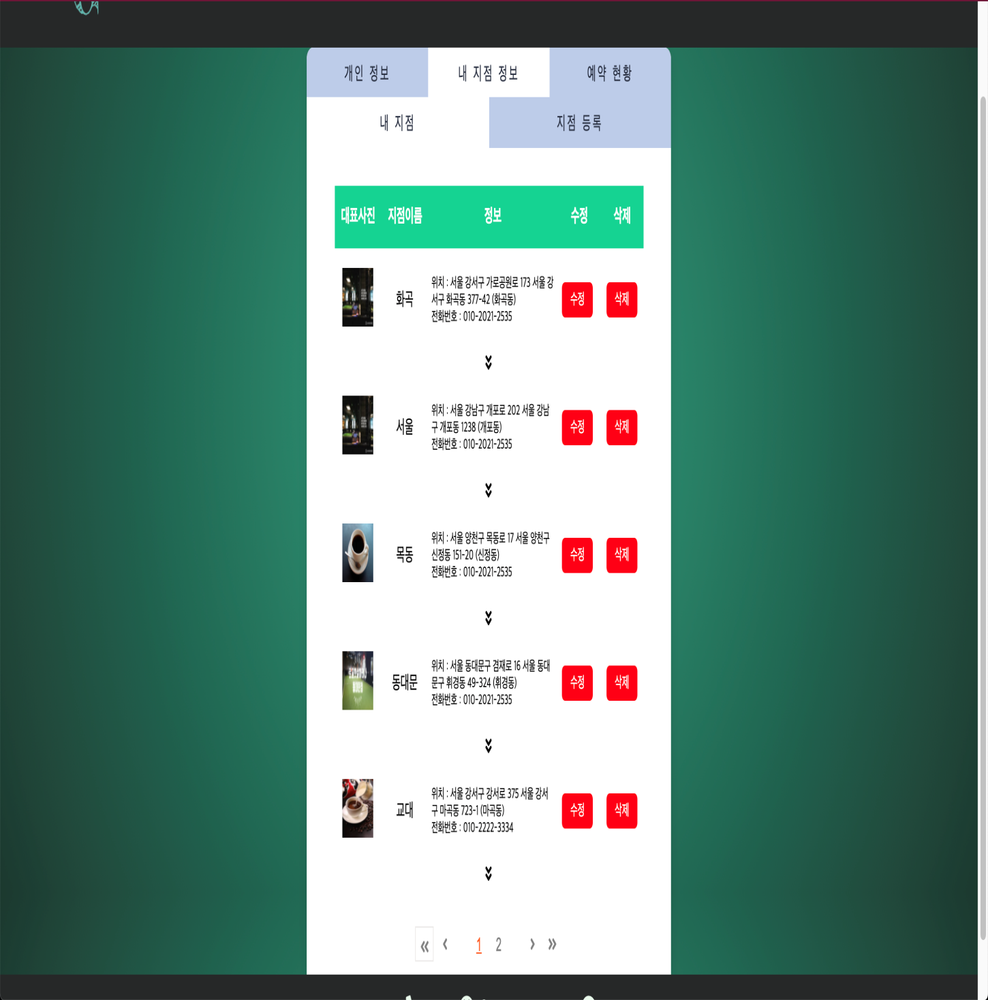 개인 정보 내 지점 정보 예약 현황
내 지점 지점 등록
대표사진 지점이름 정보 수정 삭제
화곡
위치 : 서울 강서구 가로공원로 173 서울 강
서구 화곡동 377-42 (화곡동)
전화번호 : 010-2021-2535
수정 삭제
서울
위치 : 서울 강남구 개포로 202 서울 강남
구 개포동 1238 (개포동)
전화번호 : 010-2021-2535
수정 삭제
목동
위치 : 서울 양천구 목동로 17 서울 양천구
신정동 151-20 (신정동)
전화번호 : 010-2021-2535
수정 삭제
동대문
위치 : 서울 동대문구 겸재로 16 서울 동대
문구 휘경동 49-324 (휘경동)
전화번호 : 010-2021-2535
수정 삭제
교대
위치 : 서울 강서구 강서로 375 서울 강서
구 마곡동 723-1 (마곡동)
전화번호 : 010-2222-3334
수정 삭제
« ‹ 1 2 › »